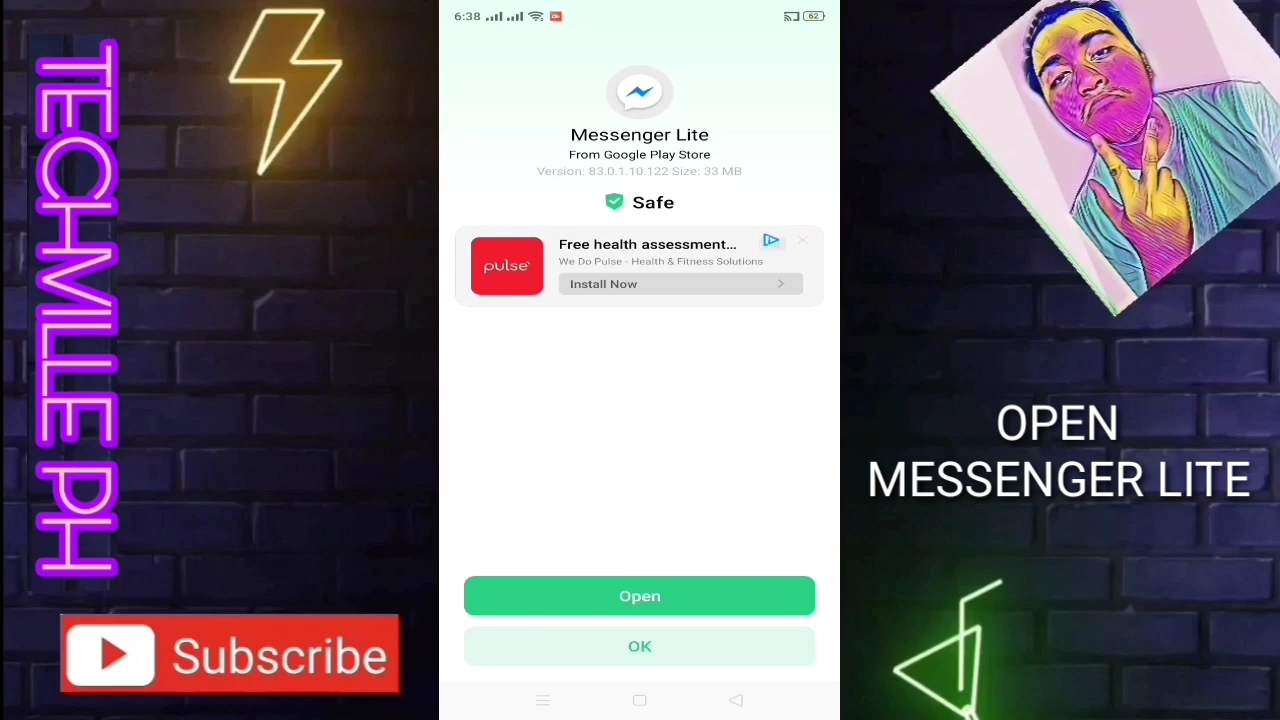 TECHVILLE PH
6:38
62
Messenger Lite
From Google Play Store
Version: 83.0.1.10.122 Size: 33 MB
Safe
pulse
Free health assessment...
We Do Pulse - Health & Fitness Solutions
Install Now
Open
OK
OPEN
MESSENGER LITE
Subscribe